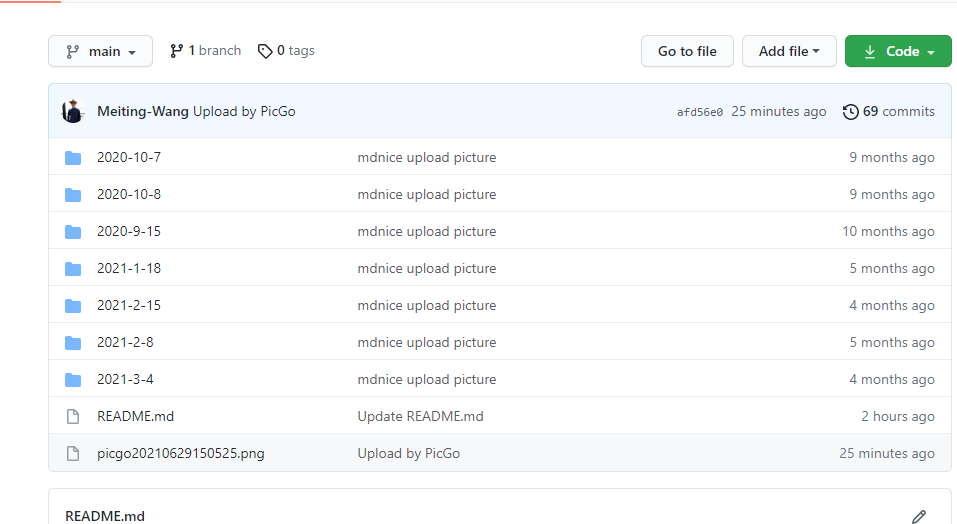 main 1 branch 0 tags Go to file Add file Code
Meiting-Wang Upload by PicGo afd56e0 25 minutes ago 69 commits
2020-10-7 mdnice upload picture 9 months ago
2020-10-8 mdnice upload picture 9 months ago
2020-9-15 mdnice upload picture 10 months ago
2021-1-18 mdnice upload picture 5 months ago
2021-2-15 mdnice upload picture 4 months ago
2021-2-8 mdnice upload picture 5 months ago
2021-3-4 mdnice upload picture 4 months ago
README.md Update README.md 2 hours ago
picgo20210629150525.png Upload by PicGo 25 minutes ago
README.md